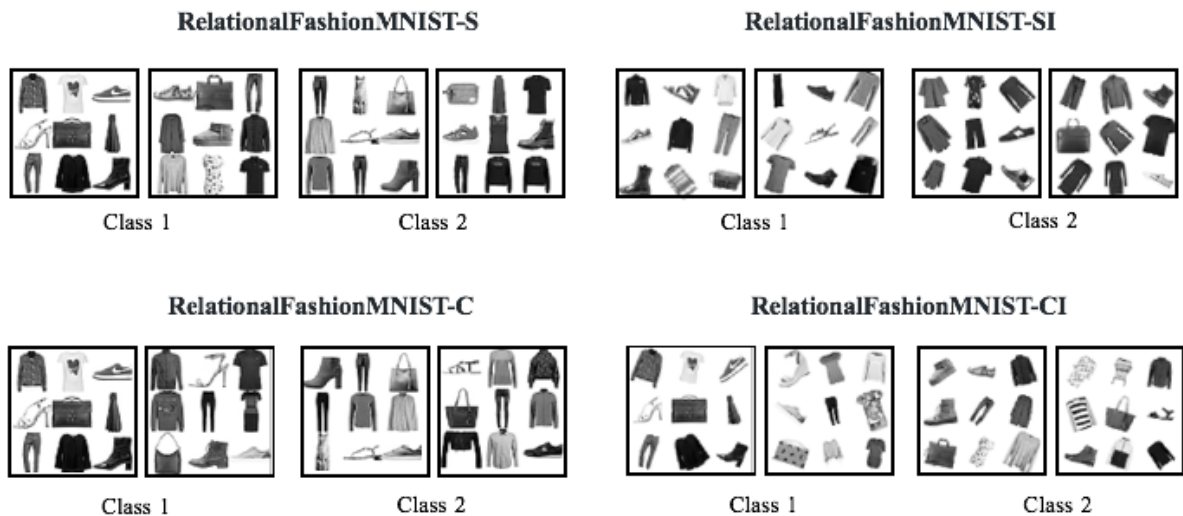 RelationalFashionMNIST-S
RelationalFashionMNIST-SI
Class 1
Class 2
Class 1
Class 2
RelationalFashionMNIST-C
RelationalFashionMNIST-CI
Class 1
Class 2
Class 1
Class 2